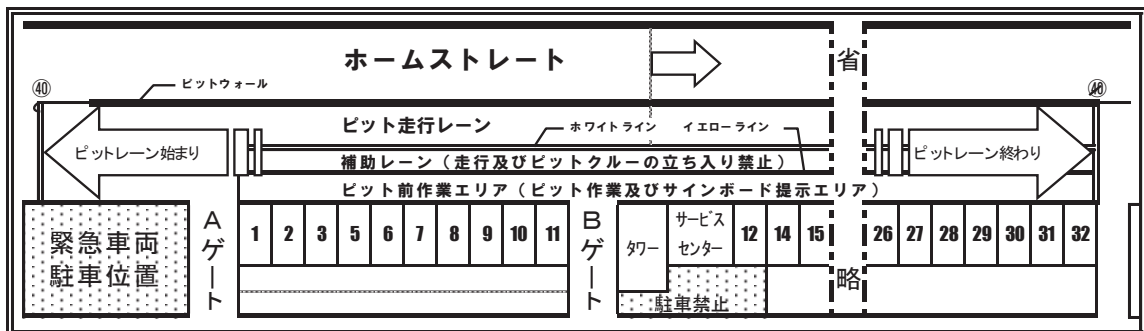 ホームストレート
省
㊵
ピットウォール
㊵
ピット走行レーン
ホワイトライン
イエローライン
ピットレーン始まり
ピットレーン終わり
補助レーン（走行及びピットクルーの立ち入り禁止）
ピット前作業エリア（ピット作業及びサインボード提示エリア）
緊急車両
駐車位置
Aゲート
1 2 3 5 6 7 8 9 10 11
Bゲート
タワー
サービス
センター
12 14 15
26 27 28 29 30 31 32
駐車禁止
略